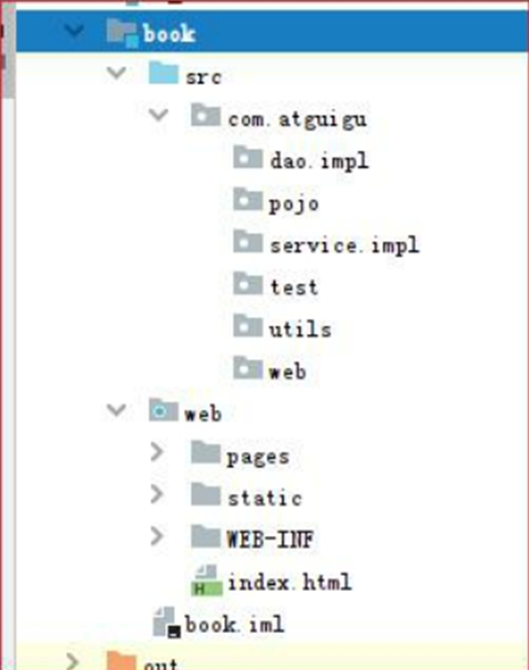 book
src
com.atguigu
dao.impl
pojo
service.impl
test
utils
web
web
pages
static
WEB-INF
H index.html
book.iml
out